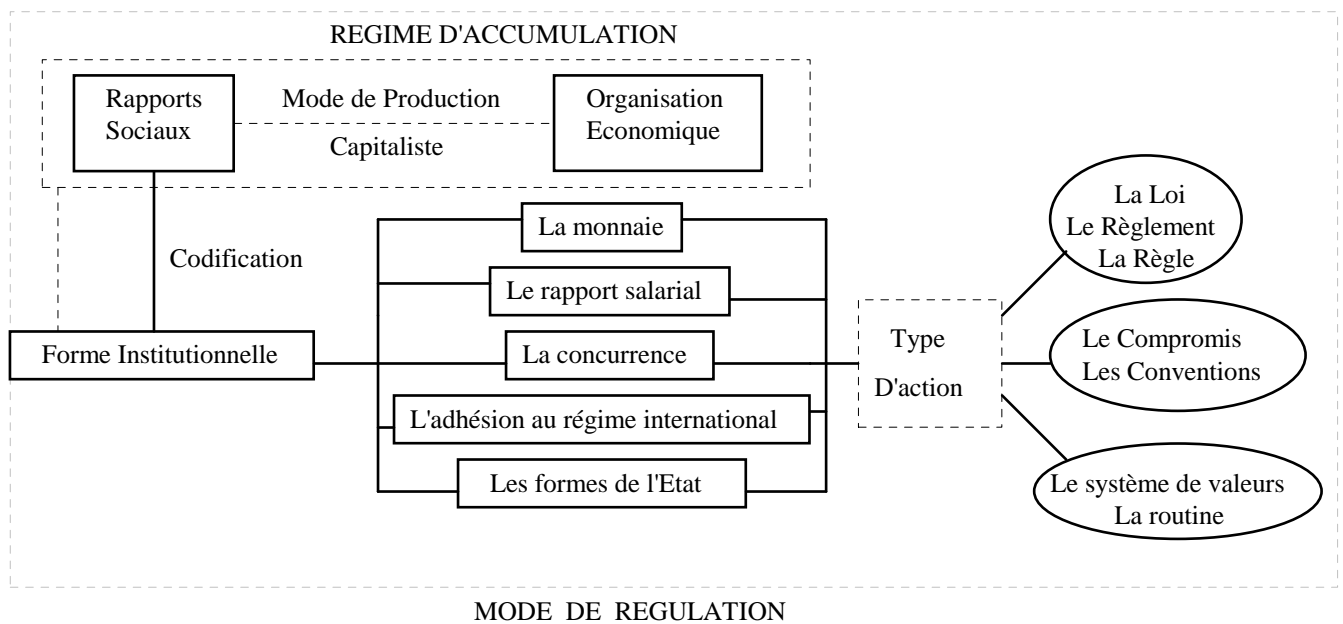 REGIME D'ACCUMULATION
Rapports
Sociaux
Mode de Production
Capitaliste
Organisation
Economique
Codification
Forme Institutionnelle
La monnaie
Le rapport salarial
La concurrence
L'adhésion au régime international
Les formes de l'Etat
Type
D'action
La Loi
Le Règlement
La Règle
Le Compromis
Les Conventions
Le système de valeurs
La routine
MODE DE REGULATION